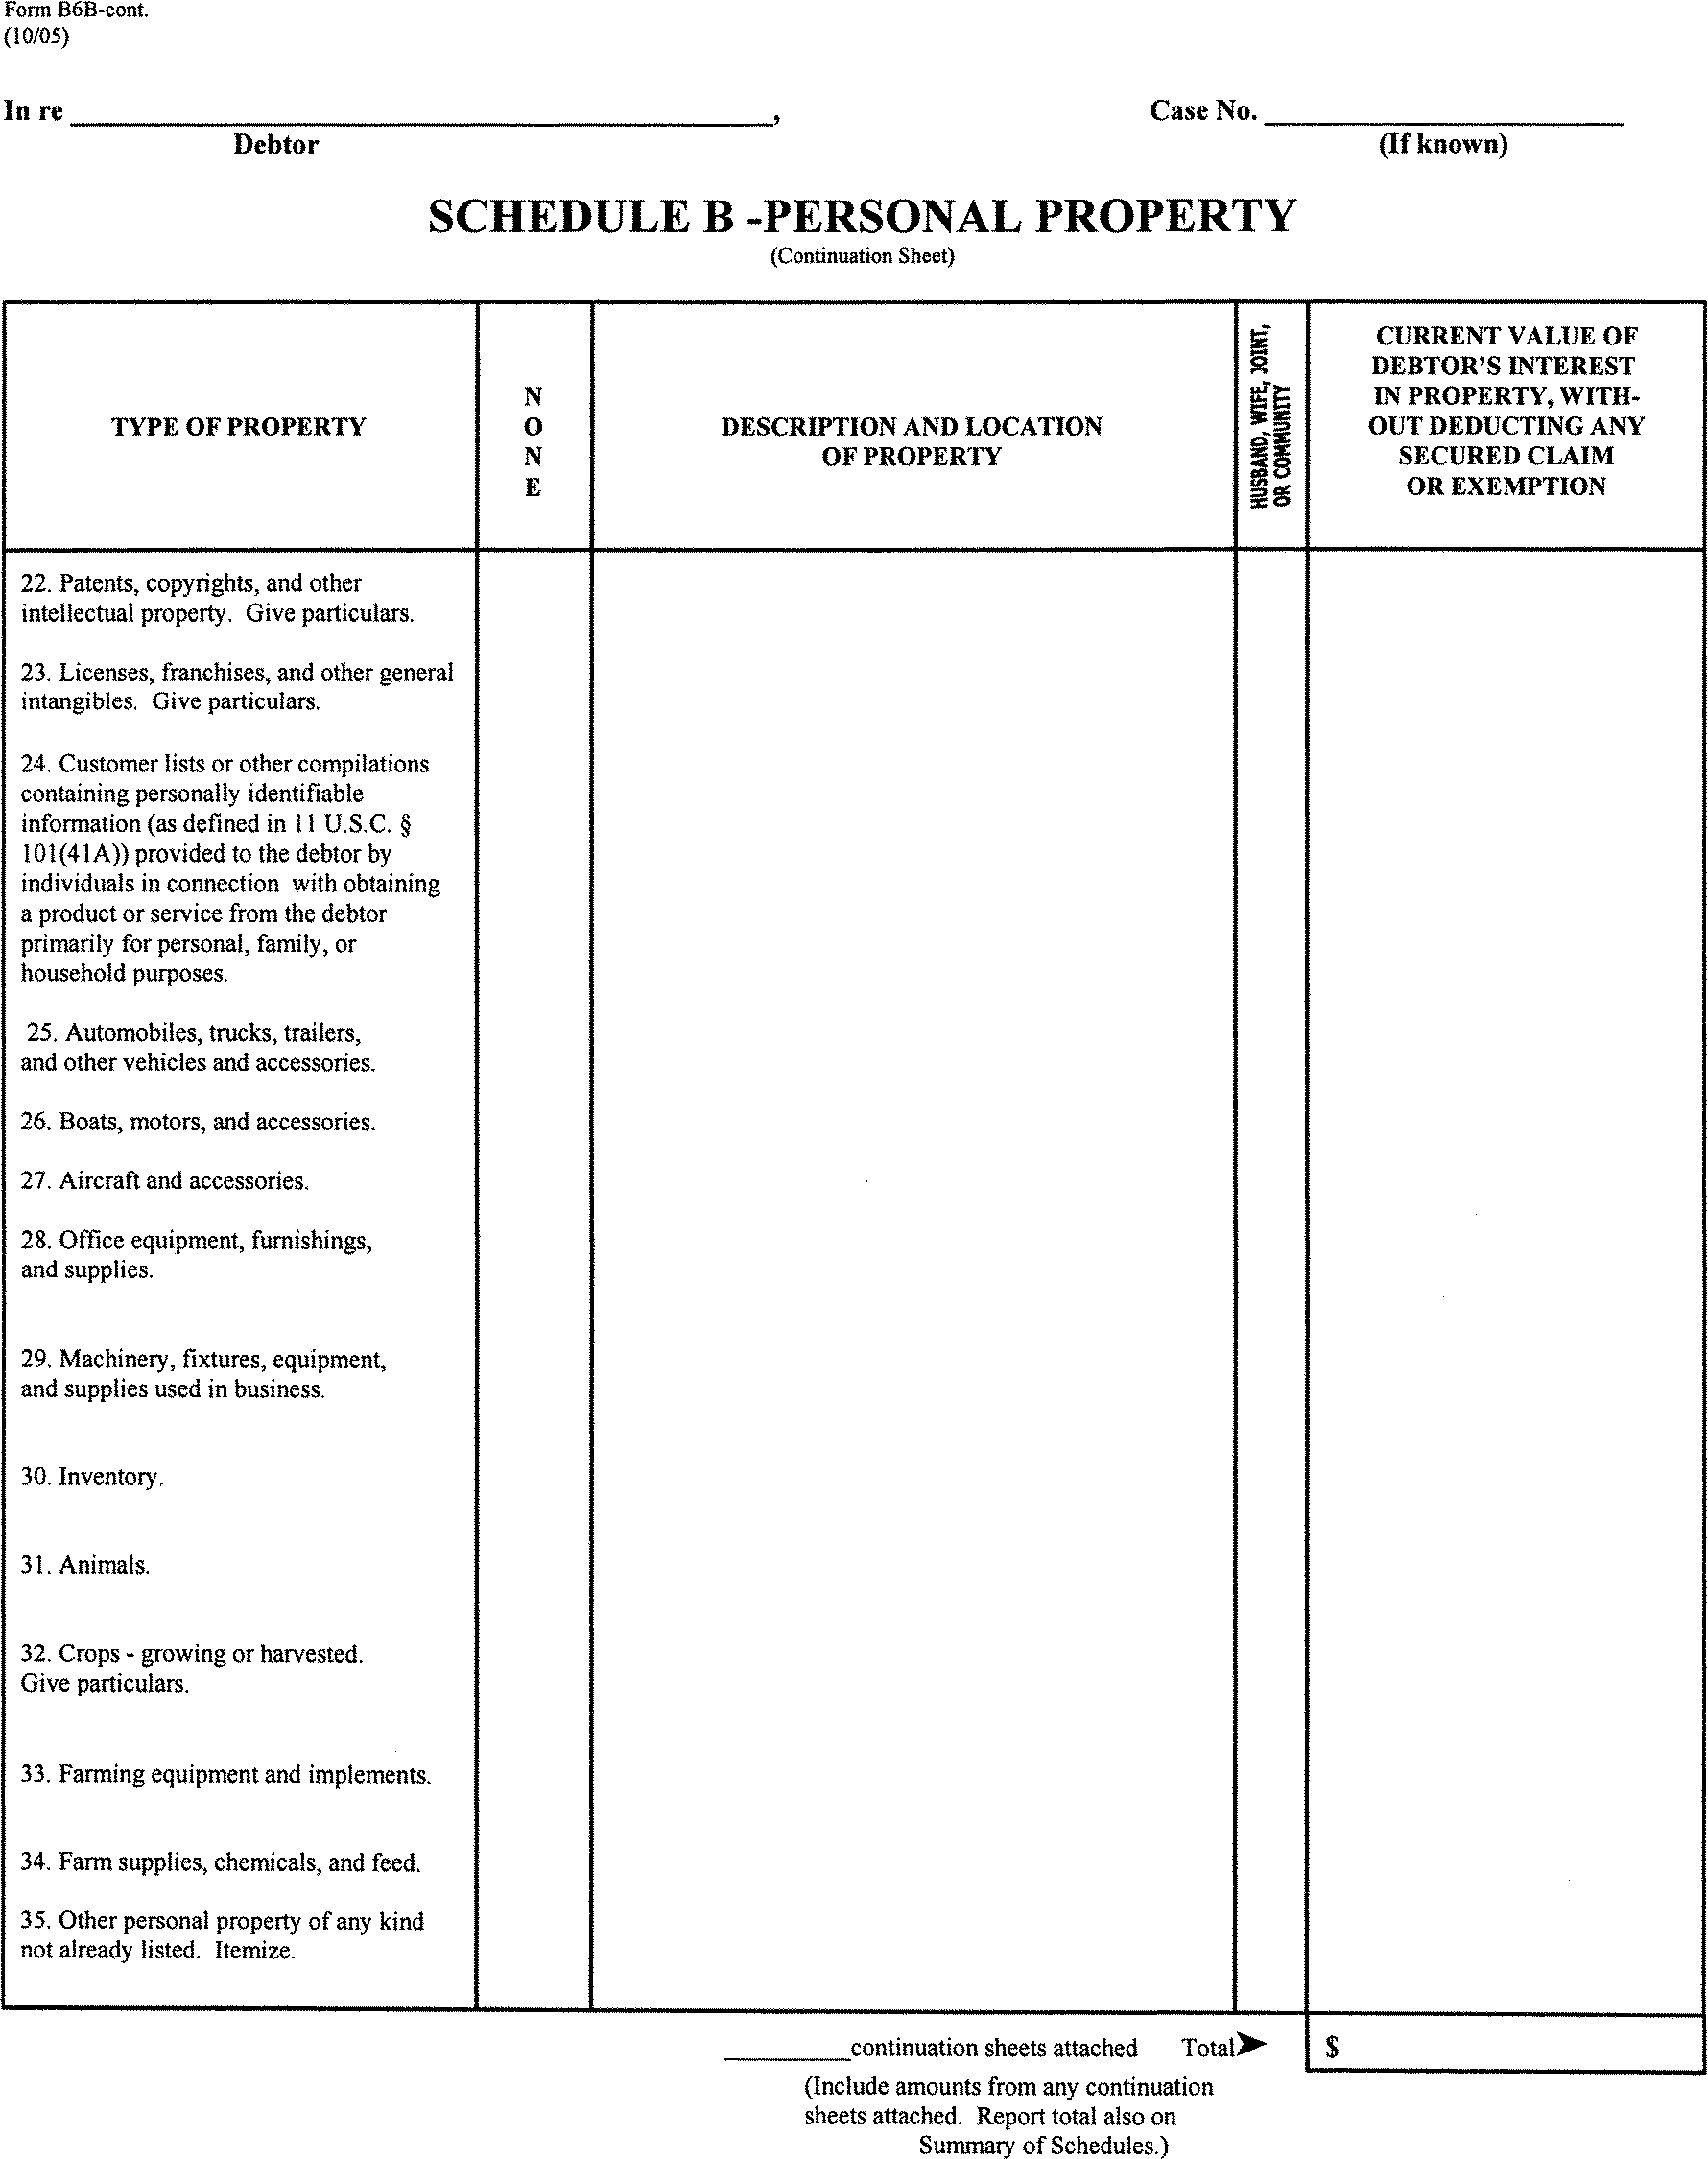 Form B6B-cont.
(10/05)
In re ,
Debtor
Case No.
(If known)
SCHEDULE B -PERSONAL PROPERTY
(Continuation Sheet)
TYPE OF PROPERTY
N
O
N
E
DESCRIPTION AND LOCATION
OF PROPERTY
HUSBAND, WIFE, JOINT,
OR COMMUNITY
CURRENT VALUE OF
DEBTOR'S INTEREST
IN PROPERTY, WITH-
OUT DEDUCTING ANY
SECURED CLAIM
OR EXEMPTION
22. Patents, copyrights, and other
intellectual property. Give particulars.
23. Licenses, franchises, and other general
intangibles. Give particulars.
24. Customer lists or other compilations
containing personally identifiable
information (as defined in 11 U.S.C. §
101(41A)) provided to the debtor by
individuals in connection with obtaining
a product or service from the debtor
primarily for personal, family, or
household purposes.
25. Automobiles, trucks, trailers,
and other vehicles and accessories.
26. Boats, motors, and accessories.
27. Aircraft and accessories.
28. Office equipment, furnishings,
and supplies.
29. Machinery, fixtures, equipment,
and supplies used in business.
30. Inventory.
31. Animals.
32. Crops - growing or harvested.
Give particulars.
33. Farming equipment and implements.
34. Farm supplies, chemicals, and feed.
35. Other personal property of any kind
not already listed. Itemize.
continuation sheets attached Total➤ $
(Include amounts from any continuation
sheets attached. Report total also on
Summary of Schedules.)